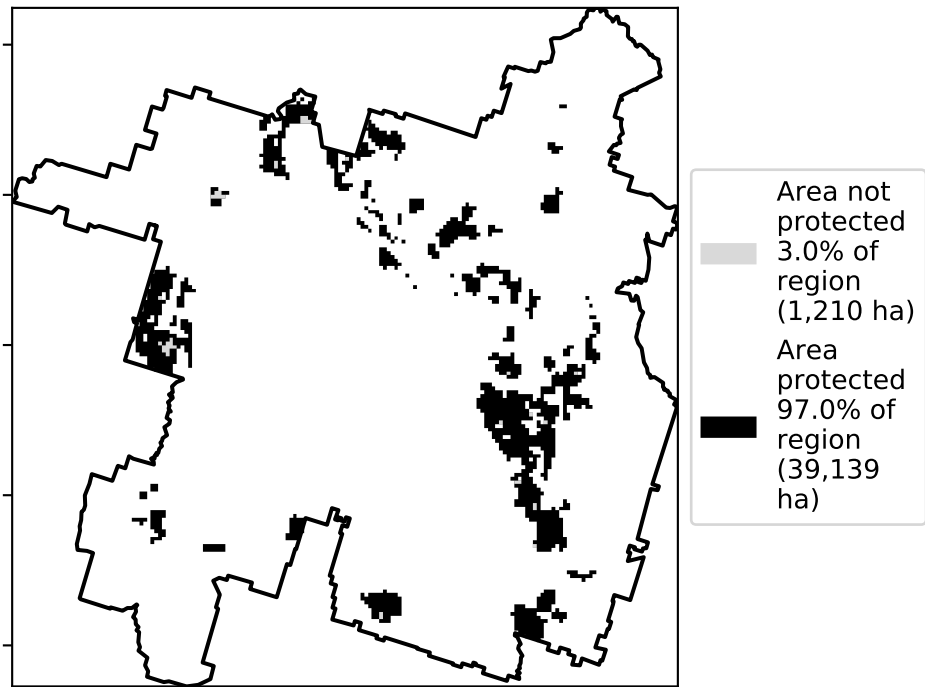 Area not
protected
3.0% of
region
(1,210 ha)
Area
protected
97.0% of
region
(39,139
ha)